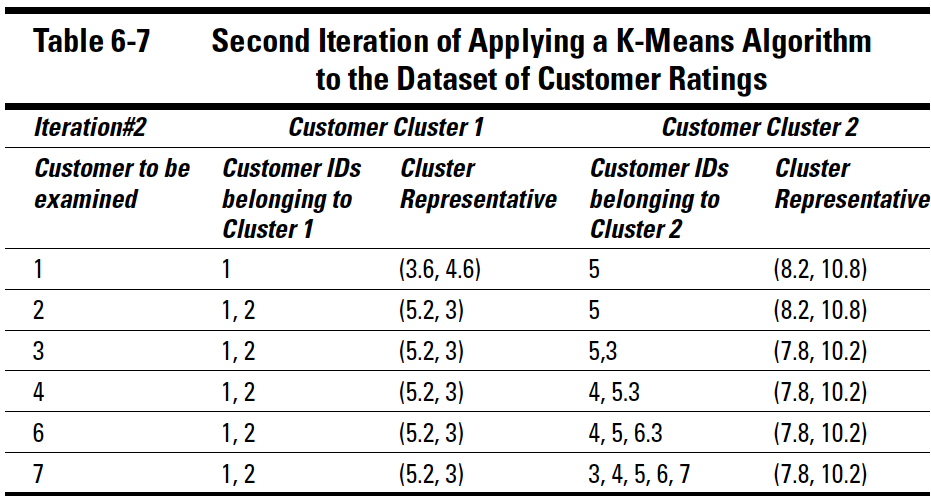 Table 6-7 Second Iteration of Applying a K-Means Algorithm
to the Dataset of Customer Ratings
Iteration#2 Customer Cluster 1 Customer Cluster 2
Customer to be Customer IDs Cluster Customer IDs Cluster
examined belonging to Representative belonging to Representative
Cluster 1 Cluster 2
1 1 (3.6, 4.6) 5 (8.2, 10.8)
2 1, 2 (5.2, 3) 5 (8.2, 10.8)
3 1, 2 (5.2, 3) 5,3 (7.8, 10.2)
4 1, 2 (5.2, 3) 4, 5.3 (7.8, 10.2)
6 1, 2 (5.2, 3) 4, 5, 6.3 (7.8, 10.2)
7 1, 2 (5.2, 3) 3, 4, 5, 6, 7 (7.8, 10.2)